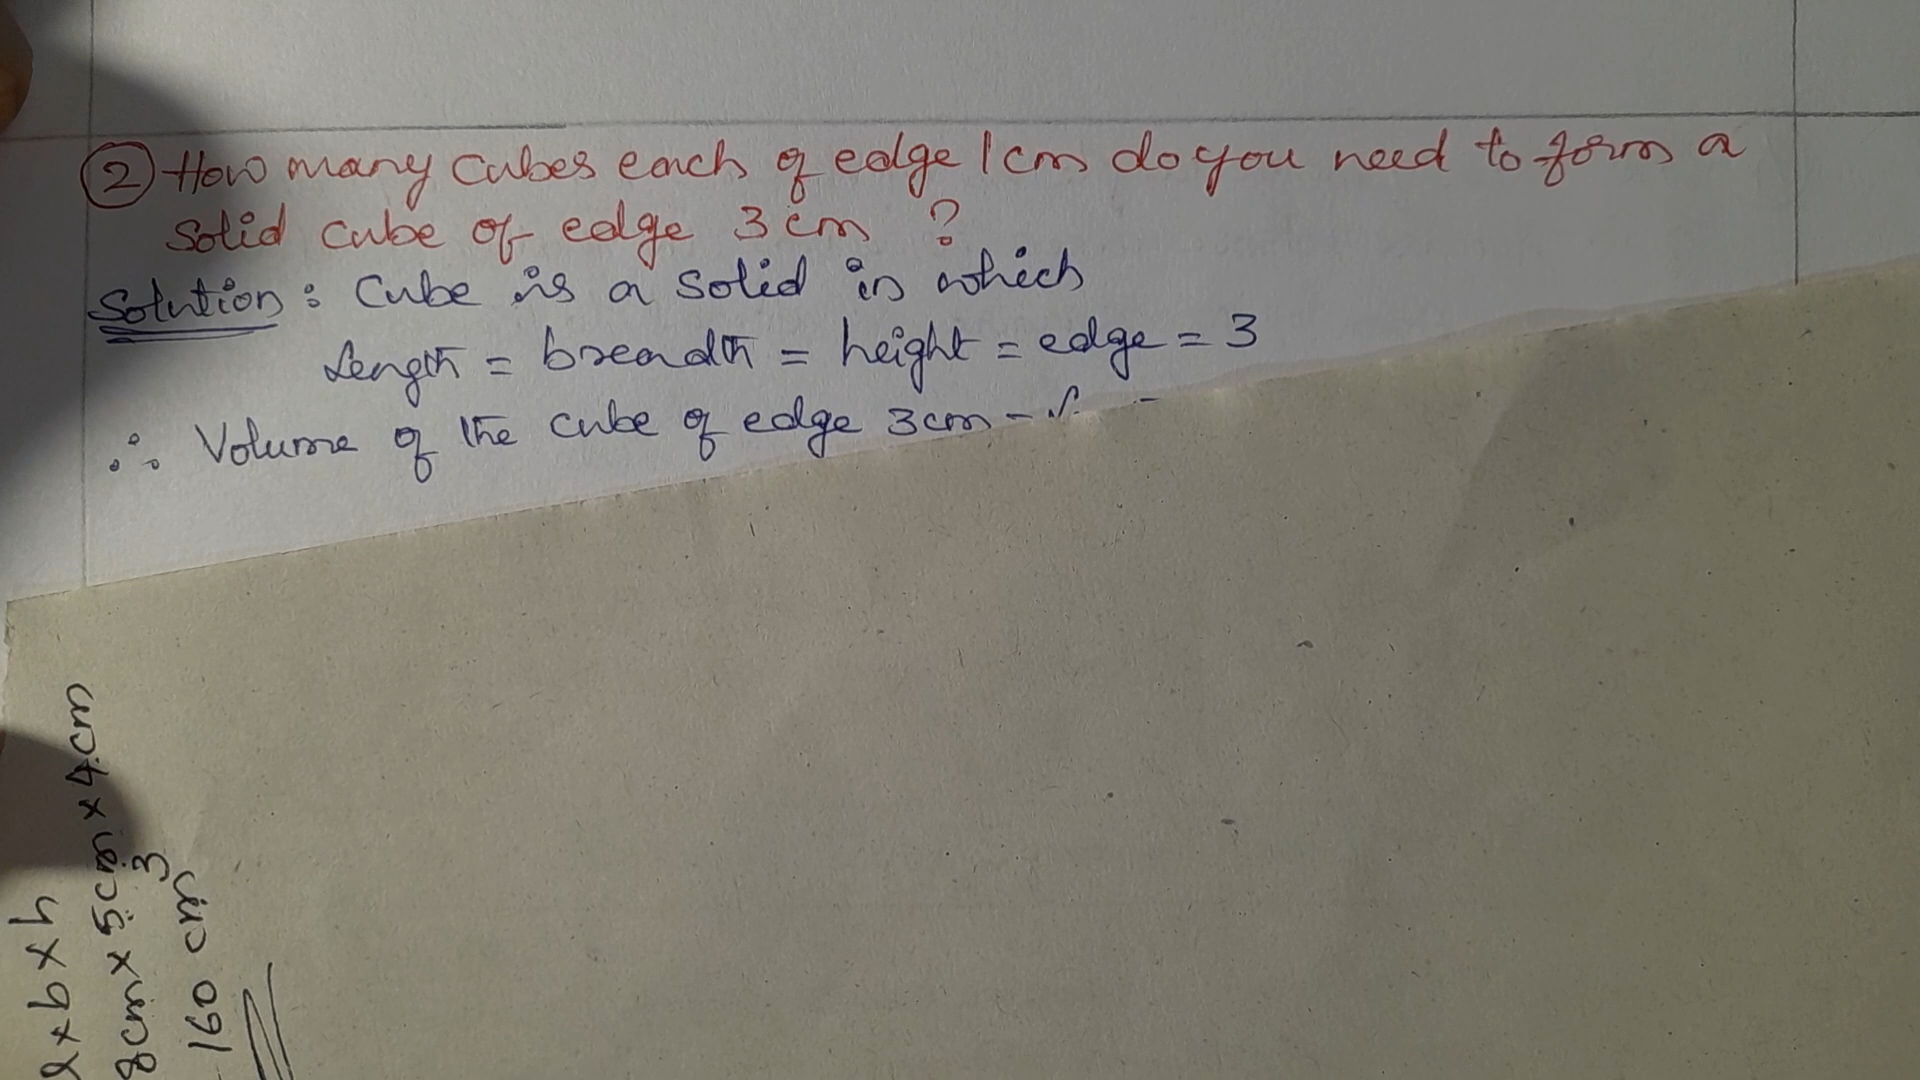 ② How many cubes each of edge 1cm do you need to form a
solid cube of edge 3cm ?
Solution : Cube is a solid in which
Length = breadth = height = edge = 3
∴ Volume of the cube of edge 3cm =
l x b x h
8cm x 5cm x 4cm
160 cm³